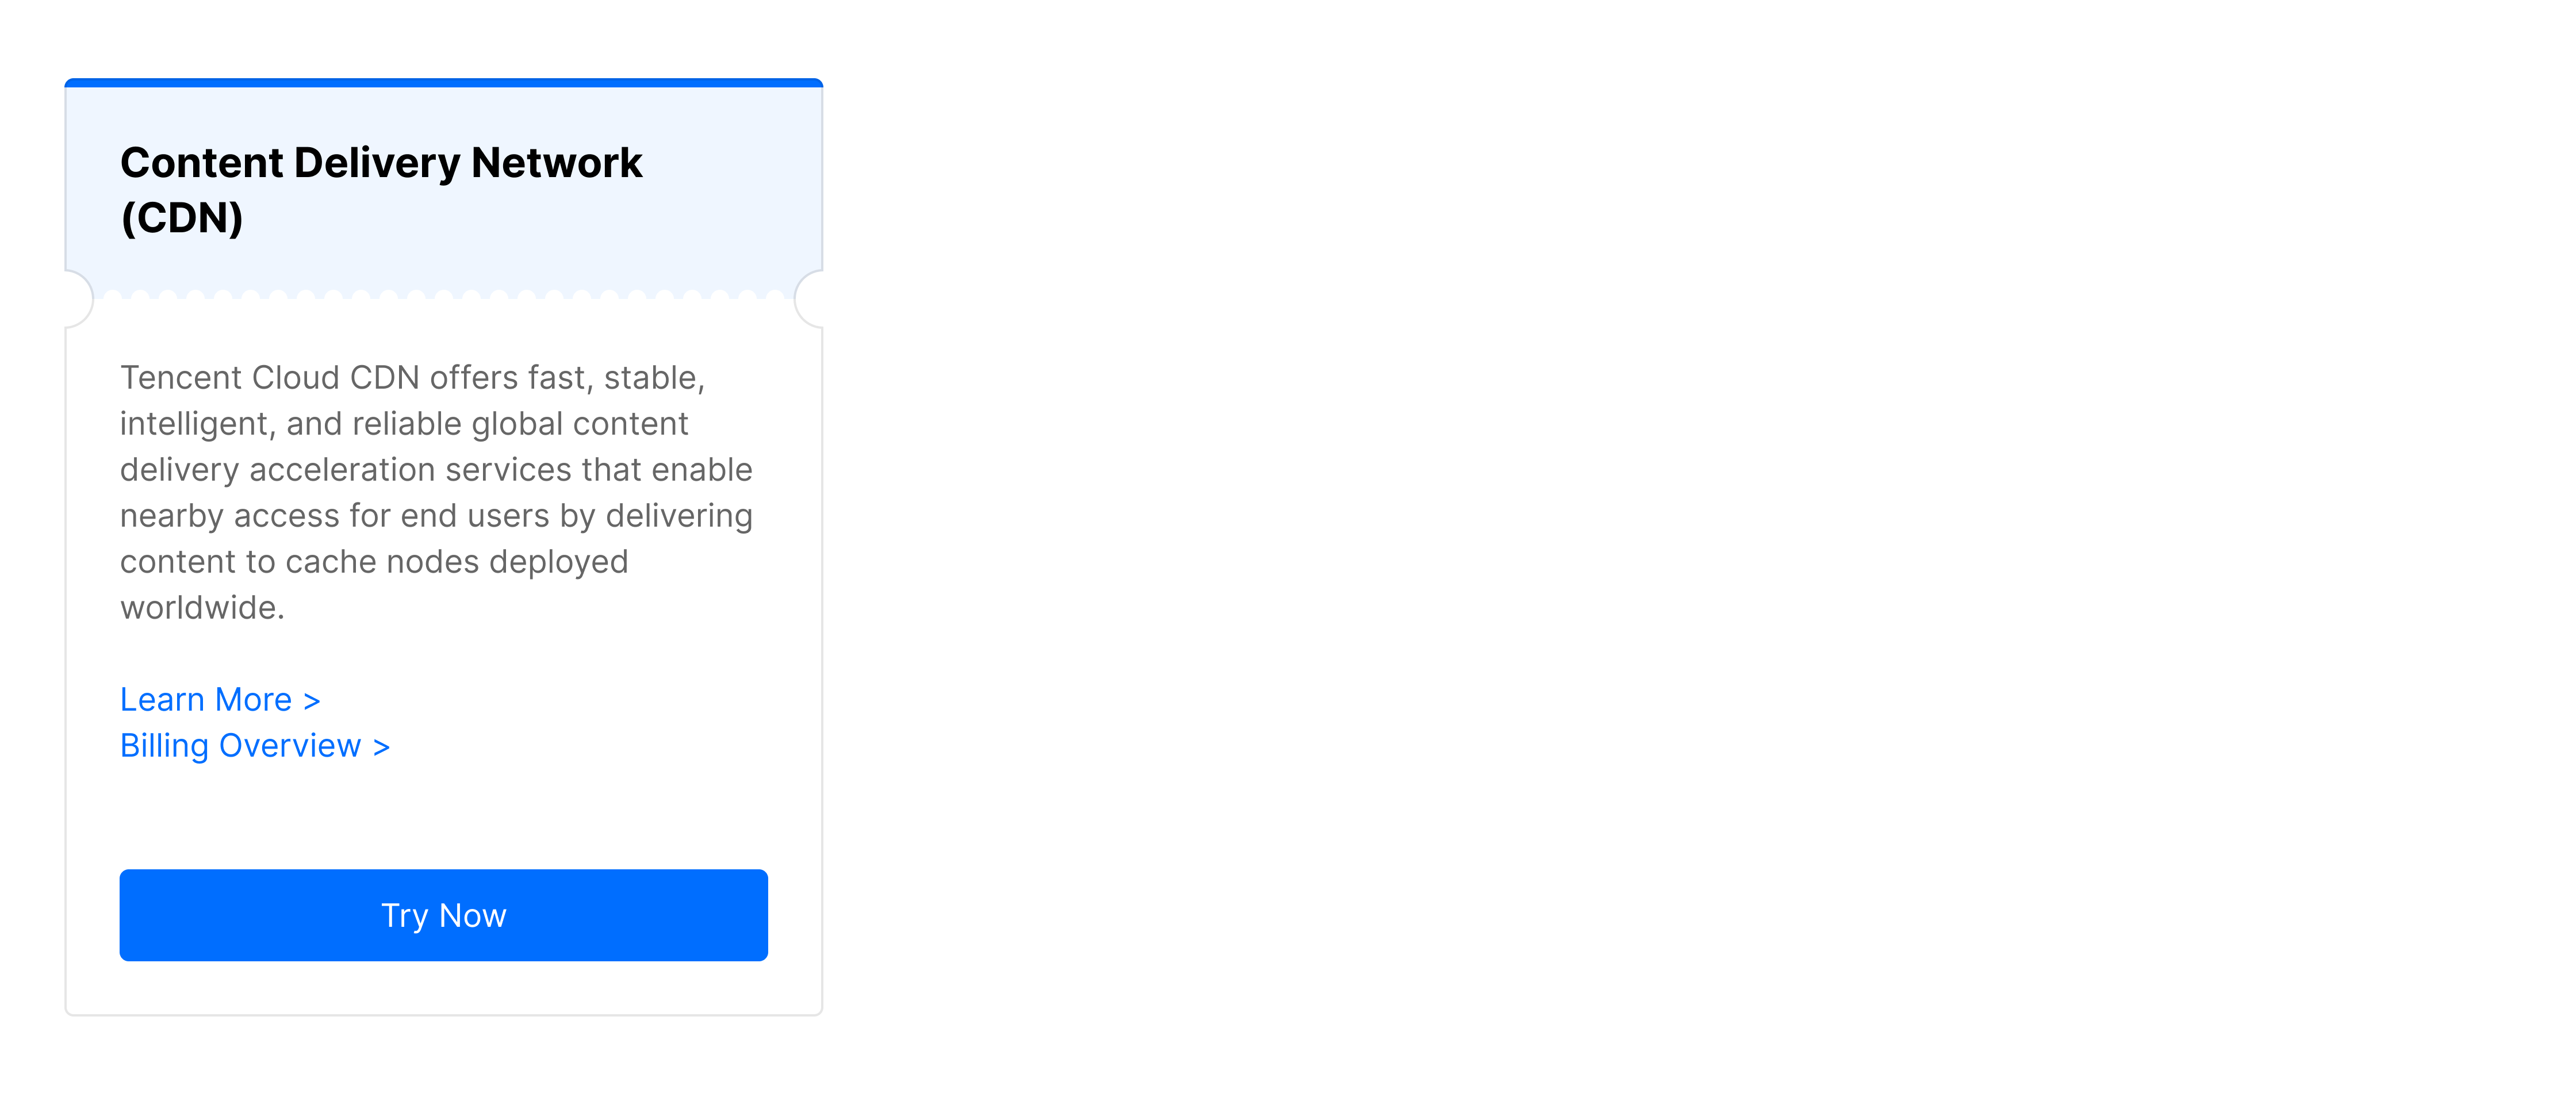 Content Delivery Network
(CDN)
Tencent Cloud CDN offers fast, stable,
intelligent, and reliable global content
delivery acceleration services that enable
nearby access for end users by delivering
content to cache nodes deployed
worldwide.
Learn More >
Billing Overview >
Try Now